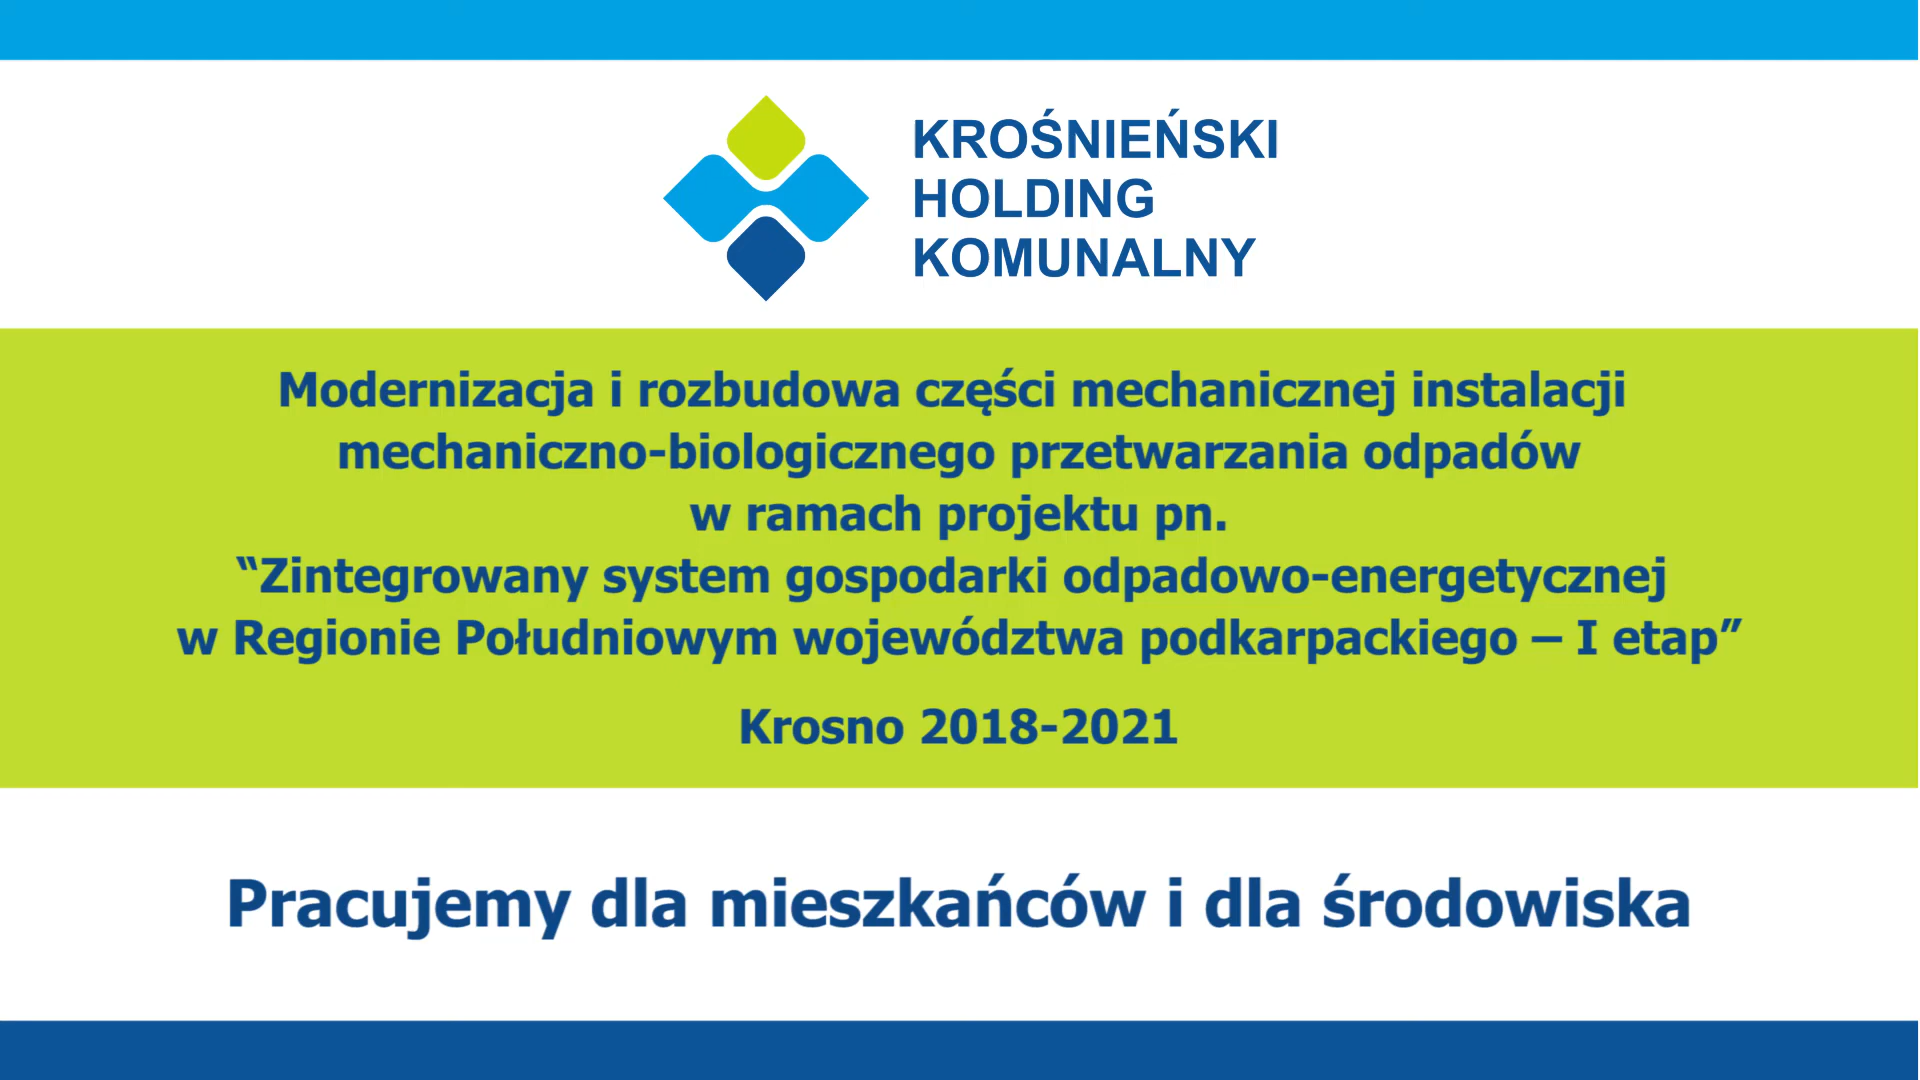 KROŚNIEŃSKI
HOLDING
KOMUNALNY
Modernizacja i rozbudowa części mechanicznej instalacji
mechaniczno-biologicznego przetwarzania odpadów
w ramach projektu pn.
“Zintegrowany system gospodarki odpadowo-energetycznej
w Regionie Południowym województwa podkarpackiego – I etap”
Krosno 2018-2021
Pracujemy dla mieszkańców i dla środowiska